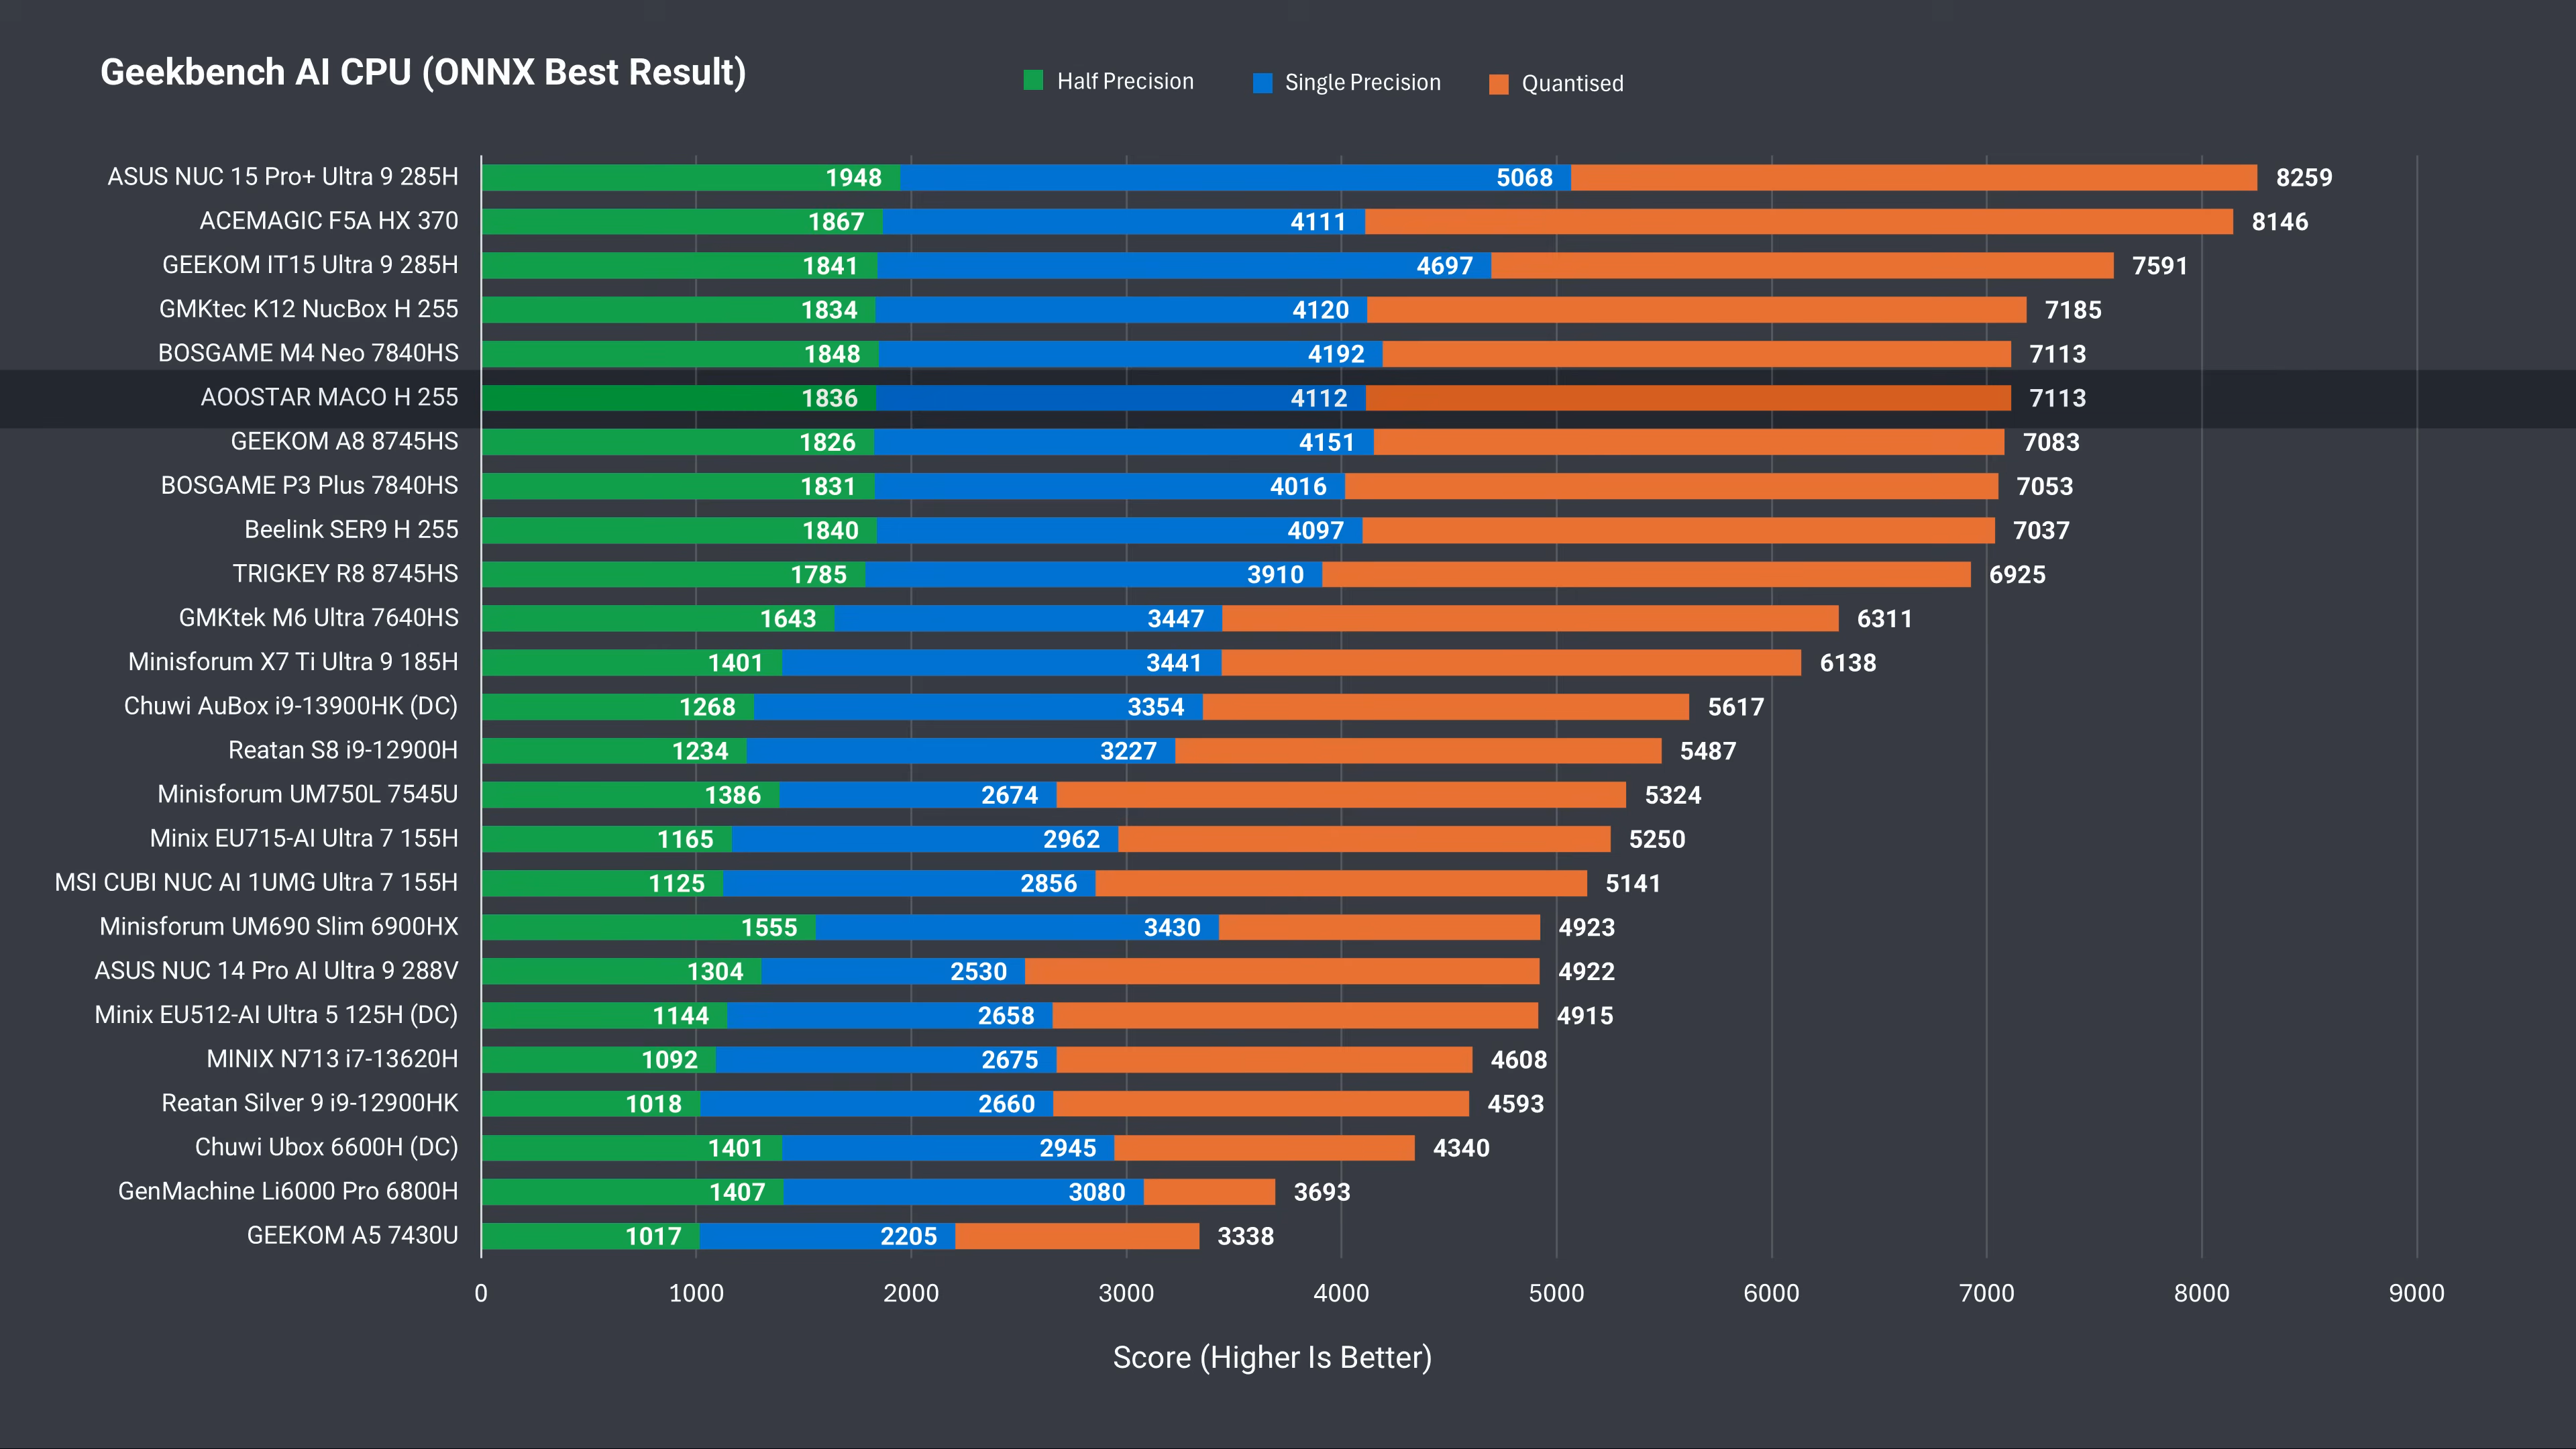 Geekbench AI CPU (ONNX Best Result)
Half Precision Single Precision Quantised
ASUS NUC 15 Pro+ Ultra 9 285H 1948 5068 8259
ACEMAGIC F5A HX 370 1867 4111 8146
GEEKOM IT15 Ultra 9 285H 1841 4697 7591
GMKtec K12 NucBox H 255 1834 4120 7185
BOSGAME M4 Neo 7840HS 1848 4192 7113
AOOSTAR MACO H 255 1836 4112 7113
GEEKOM A8 8745HS 1826 4151 7083
BOSGAME P3 Plus 7840HS 1831 4016 7053
Beelink SER9 H 255 1840 4097 7037
TRIGKEY R8 8745HS 1785 3910 6925
GMKtek M6 Ultra 7640HS 1643 3447 6311
Minisforum X7 Ti Ultra 9 185H 1401 3441 6138
Chuwi AuBox i9-13900HK (DC) 1268 3354 5617
Reatan S8 i9-12900H 1234 3227 5487
Minisforum UM750L 7545U 1386 2674 5324
Minix EU715-AI Ultra 7 155H 1165 2962 5250
MSI CUBI NUC AI 1UMG Ultra 7 155H 1125 2856 5141
Minisforum UM690 Slim 6900HX 1555 3430 4923
ASUS NUC 14 Pro AI Ultra 9 288V 1304 2530 4922
Minix EU512-AI Ultra 5 125H (DC) 1144 2658 4915
MINIX N713 i7-13620H 1092 2675 4608
Reatan Silver 9 i9-12900HK 1018 2660 4593
Chuwi Ubox 6600H (DC) 1401 2945 4340
GenMachine Li6000 Pro 6800H 1407 3080 3693
GEEKOM A5 7430U 1017 2205 3338
0 1000 2000 3000 4000 5000 6000 7000 8000 9000
Score (Higher Is Better)